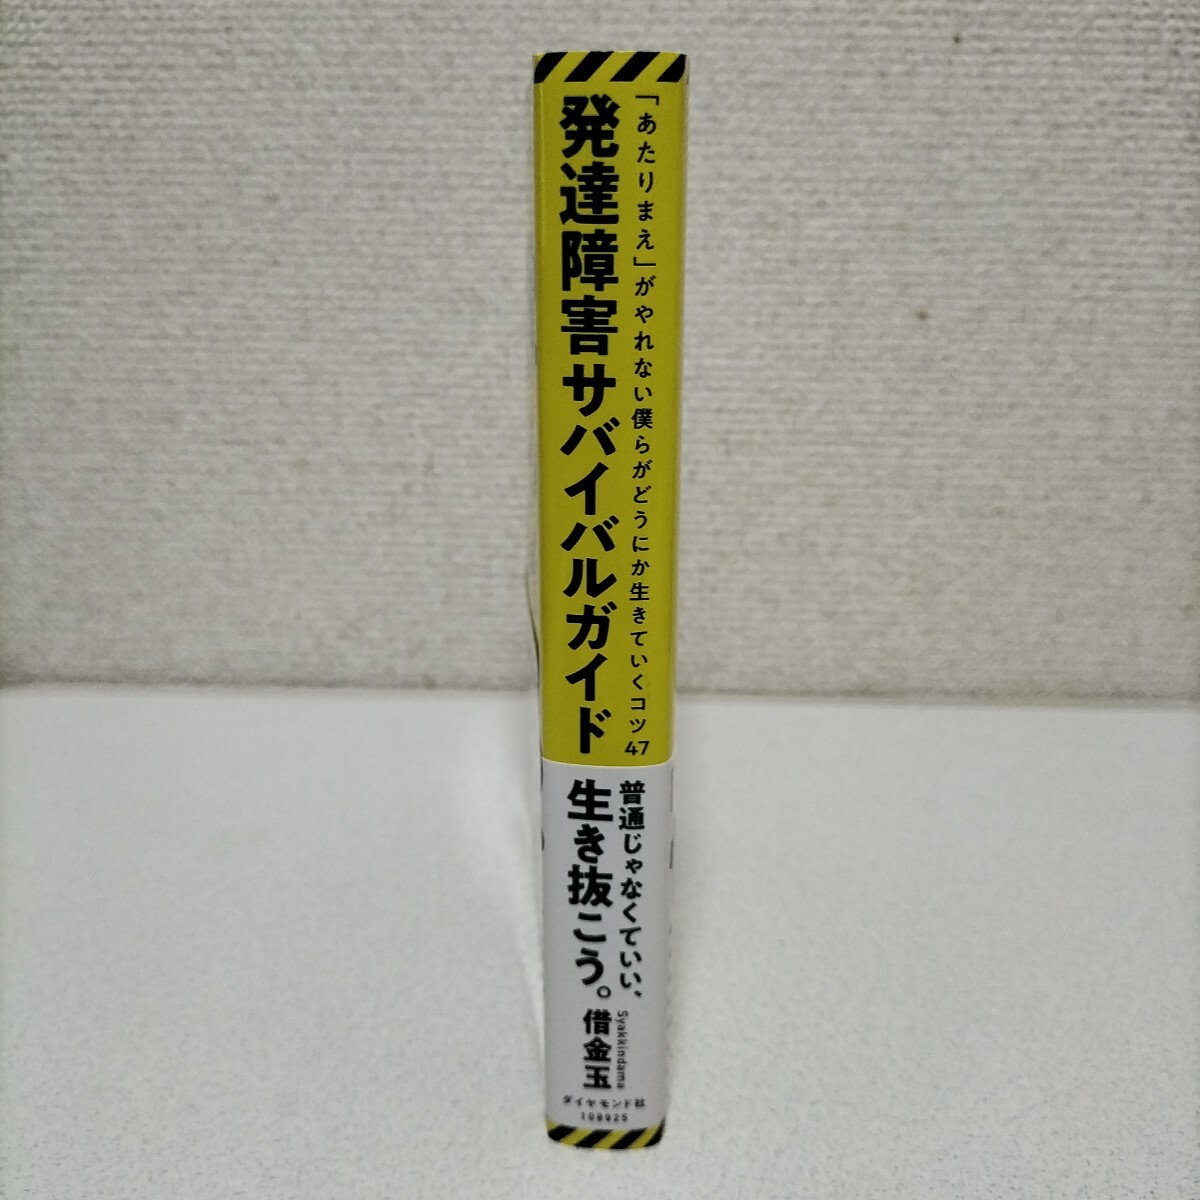 「あたりまえ」がやれない僕らがどうにか生きていくコツ47
発達障害サバイバルガイド
普通じゃなくていい、
生き抜こう。
Syakkindama
借金玉
ダイヤモンド社